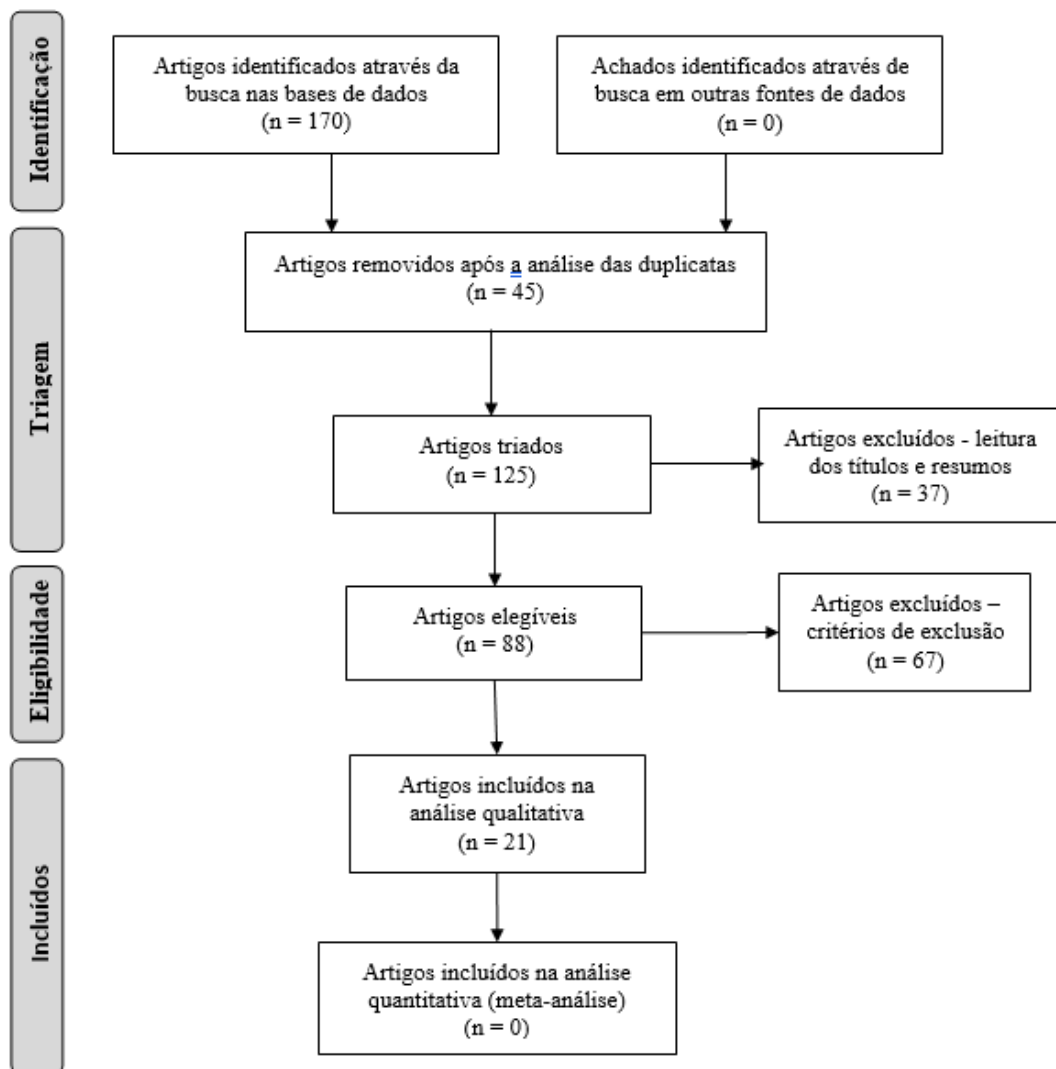 Identificação
Artigos identificados através da
busca nas bases de dados
(n = 170)
Achados identificados através de
busca em outras fontes de dados
(n = 0)
Triagem
Artigos removidos após a análise das duplicatas
(n = 45)
Artigos triados
(n = 125)
Artigos excluídos - leitura
dos títulos e resumos
(n = 37)
Eligibilidade
Artigos elegíveis
(n = 88)
Artigos excluídos –
critérios de exclusão
(n = 67)
Incluídos
Artigos incluídos na
análise qualitativa
(n = 21)
Artigos incluídos na análise
quantitativa (meta-análise)
(n = 0)